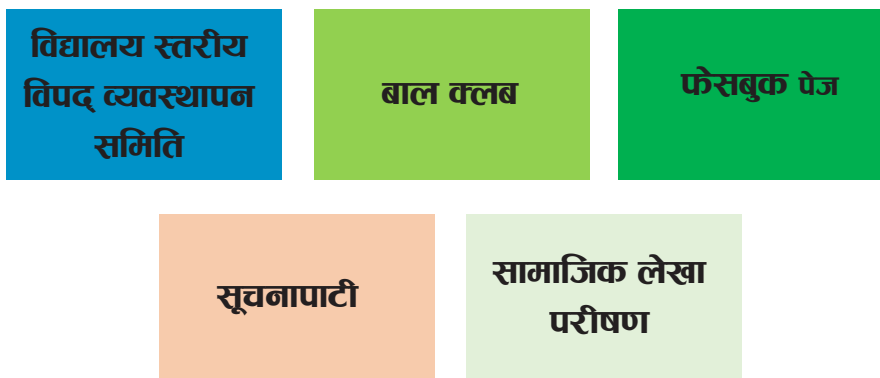 विद्यालय स्तरीय
विपद् व्यवस्थापन
समिति
बाल क्लब
फेसबुक पेज
सूचनापाटी
सामाजिक लेखा
परीषण